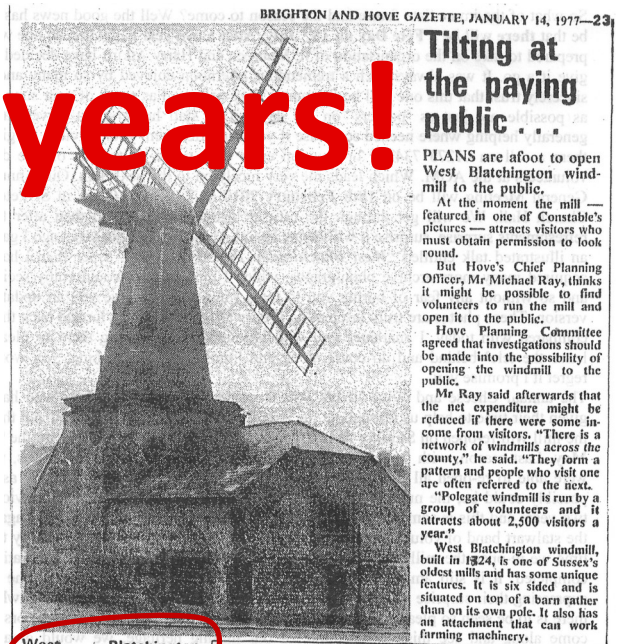 BRIGHTON AND HOVE GAZETTE, JANUARY 14, 1977—23
years!
Tilting at
the paying
public . . .
PLANS are afoot to open
West Blatchington wind-
mill to the public.
At the moment the mill —
featured in one of Constable's
pictures — attracts visitors who
must obtain permission to look
round.
But Hove's Chief Planning
Officer, Mr Michael Ray, thinks
it might be possible to find
volunteers to run the mill and
open it to the public.
Hove Planning Committee
agreed that investigations should
be made into the possibility of
opening the windmill to the
public.
Mr Ray said afterwards that
the net expenditure might be
reduced if there were some in-
come from visitors. "There is a
network of windmills across the
county," he said. "They form a
pattern and people who visit one
are often referred to the next.
"Polegate windmill is run by a
group of volunteers and it
attracts about 2,500 visitors a
year."
West Blatchington windmill,
built in 1724, is one of Sussex's
oldest mills and has some unique
features. It is six sided and is
situated on top of a barn rather
than on its own pole. It also has
an attachment that can work
farming machinery.
West